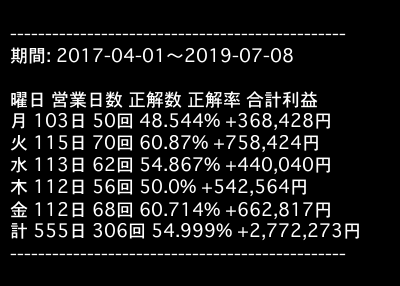 ------------------------------------------------
期間: 2017-04-01～2019-07-08
曜日 営業日数 正解数 正解率 合計利益
月 103日 50回 48.544% +368,428円
火 115日 70回 60.87% +758,424円
水 113日 62回 54.867% +440,040円
木 112日 56回 50.0% +542,564円
金 112日 68回 60.714% +662,817円
計 555日 306回 54.999% +2,772,273円
------------------------------------------------